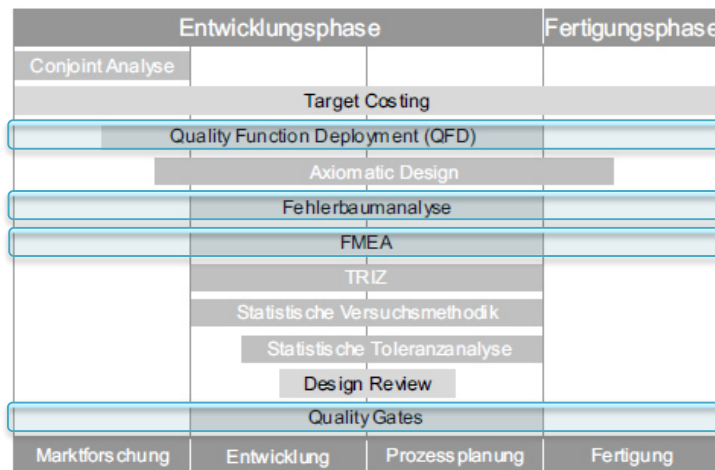 Entwicklungsphase Fertigungsphase
Conjoint Analyse
Target Costing
Quality Function Deployment (QFD)
Axiomatic Design
Fehlerbaumanalyse
FMEA
TRIZ
Statistische Versuchsmethodik
Statistische Toleranzanalyse
Design Review
Quality Gates
Marktforschung Entwicklung Prozessplanung Fertigung